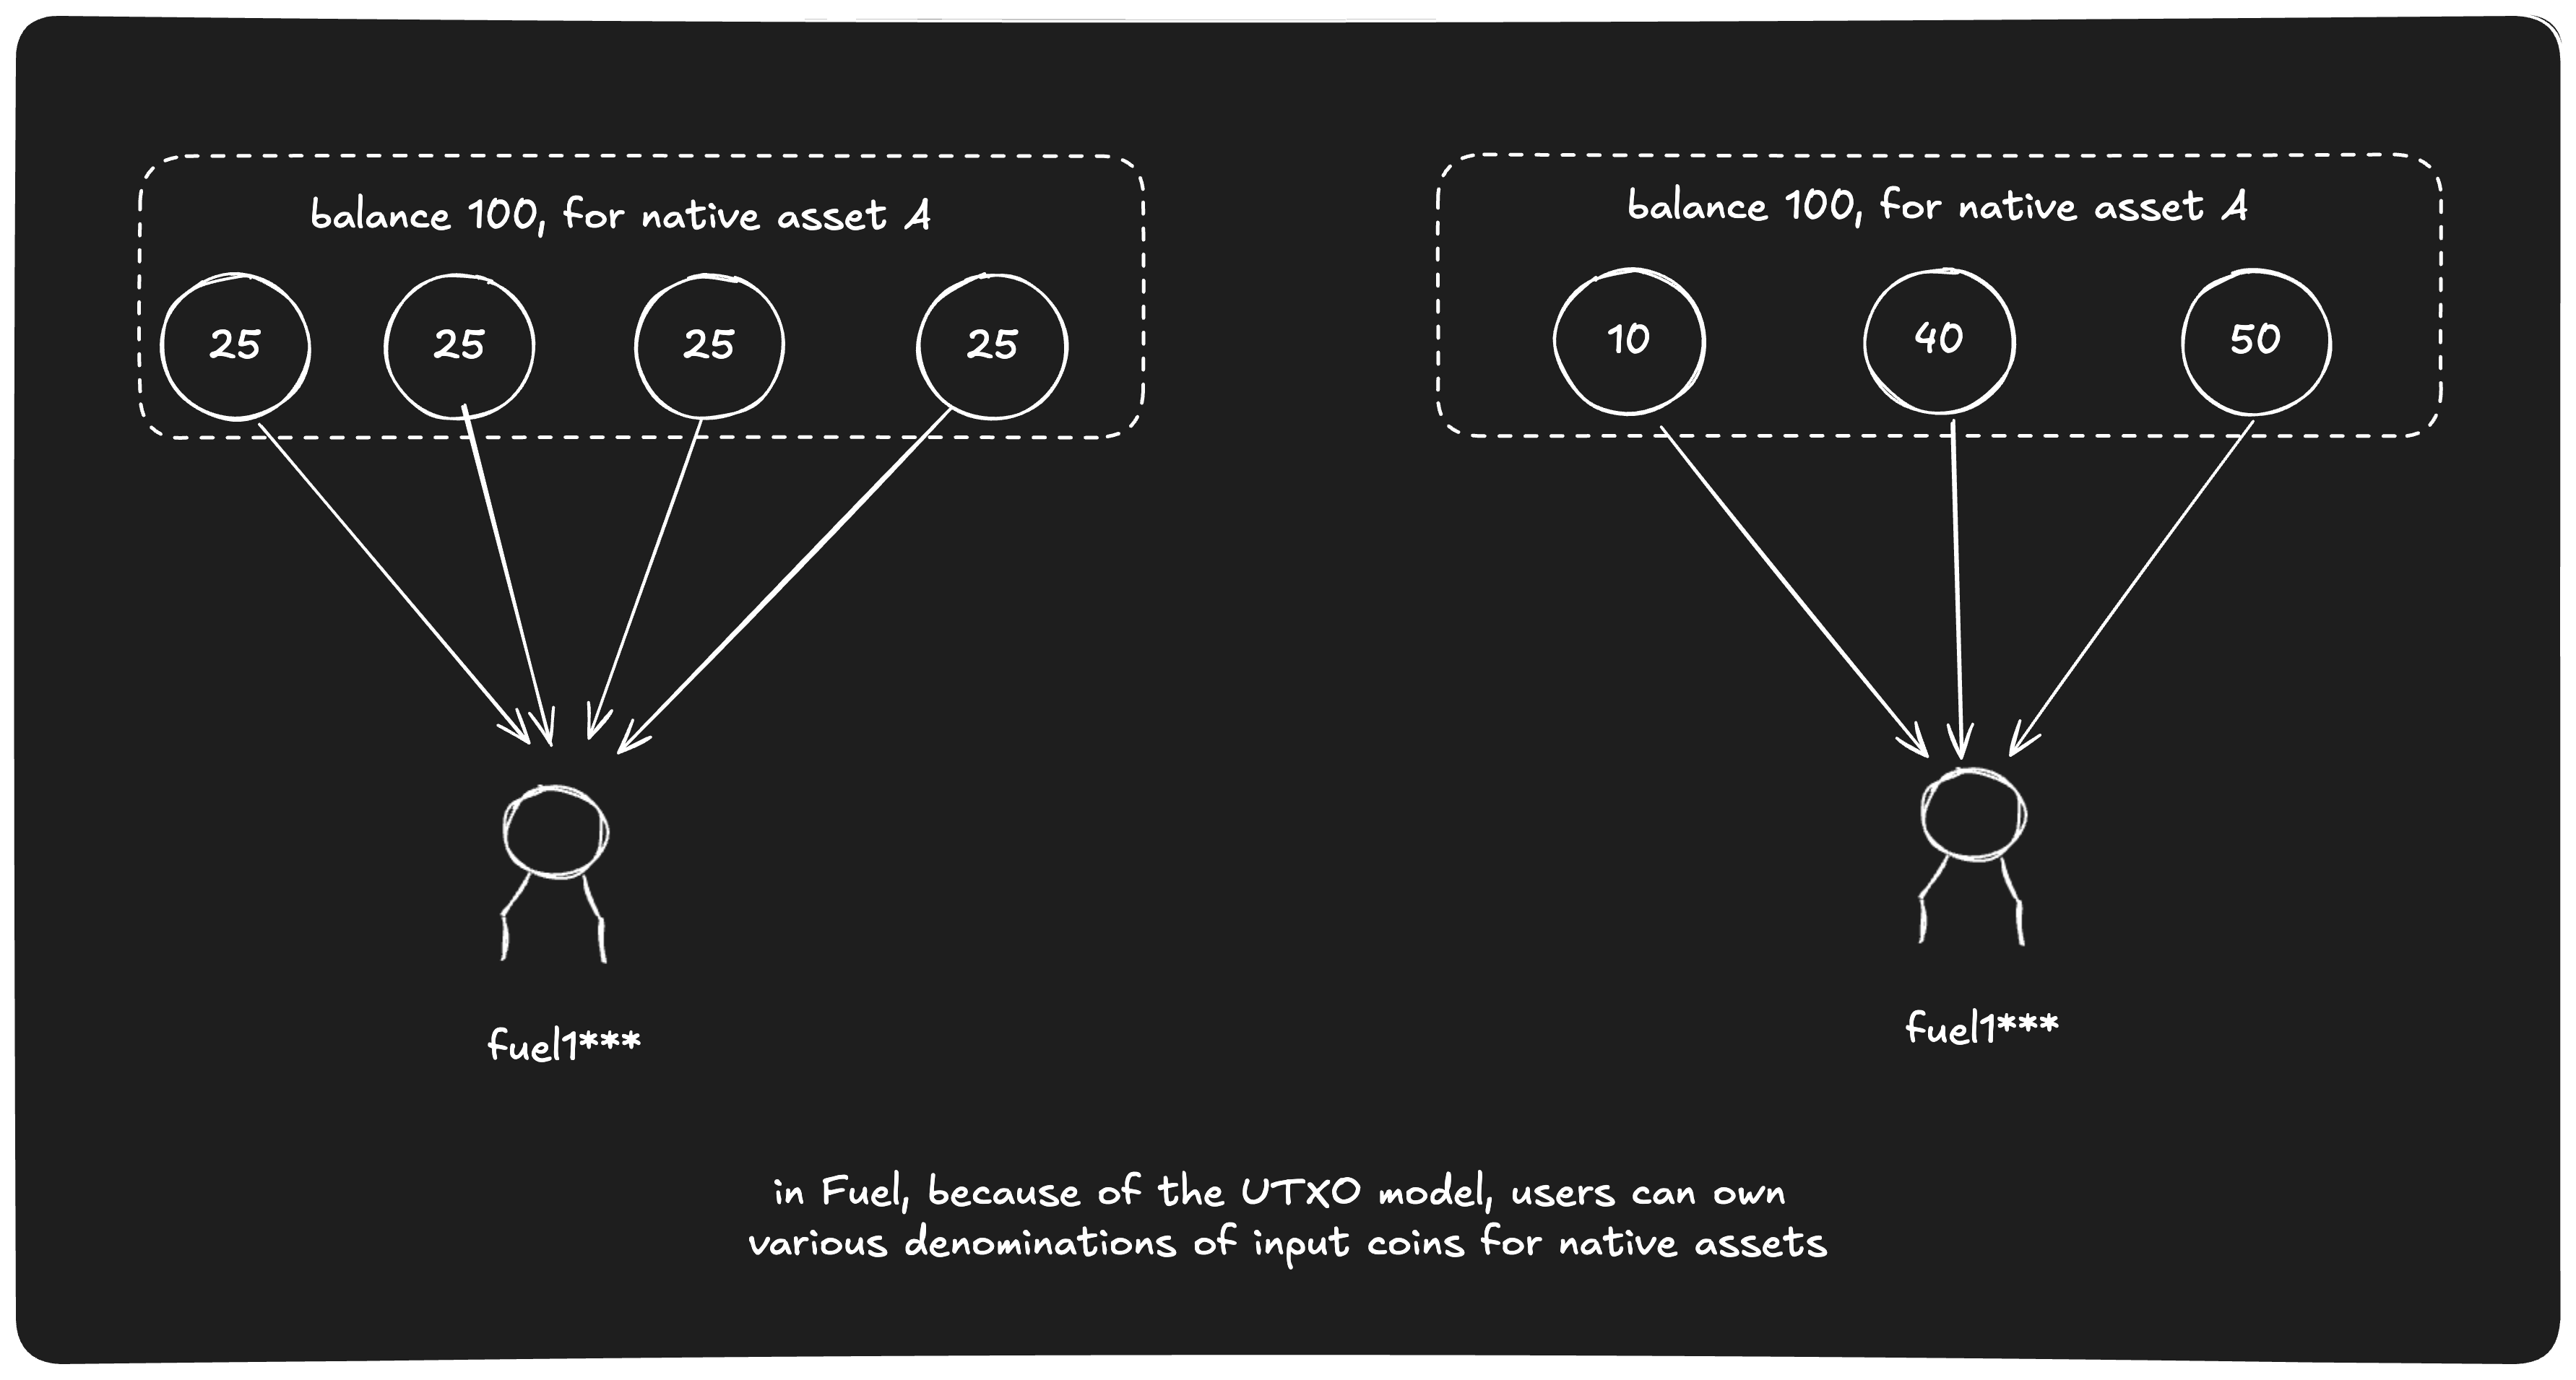 balance 100, for native asset A
25
25
25
25
fuel1***
balance 100, for native asset A
10
40
50
fuel1***
in Fuel, because of the UTXO model, users can own
various denominations of input coins for native assets